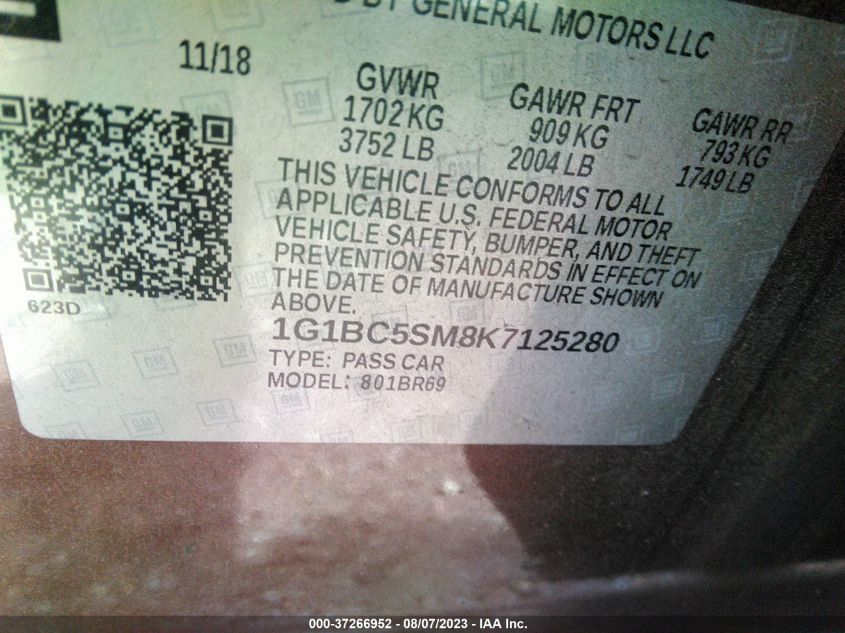 BY GENERAL MOTORS LLC
11/18
GVWR
1702 KG
3752 LB
GAWR FRT
909 KG
2004 LB
GAWR RR
793 KG
1749 LB
THIS VEHICLE CONFORMS TO ALL
APPLICABLE U.S. FEDERAL MOTOR
VEHICLE SAFETY, BUMPER, AND THEFT
PREVENTION STANDARDS IN EFFECT ON
THE DATE OF MANUFACTURE SHOWN
ABOVE.
623D
1G1BC5SM8K7125280
TYPE: PASS CAR
MODEL: 801BR69
000-37266952 - 08/07/2023 - IAA Inc.